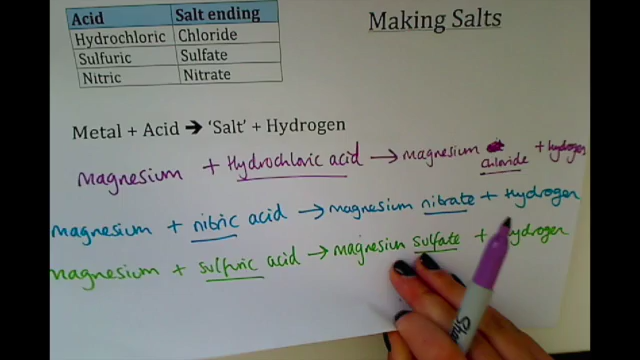 Making Salts
Acid Salt ending
Hydrochloric Chloride
Sulfuric Sulfate
Nitric Nitrate
Metal + Acid → 'Salt' + Hydrogen
Magnesium + Hydrochloric acid → magnesium chloride + hydrogen
magnesium + nitric acid → magnesium nitrate + Hydrogen
magnesium + sulfuric acid → magnesium sulfate + hydrogen